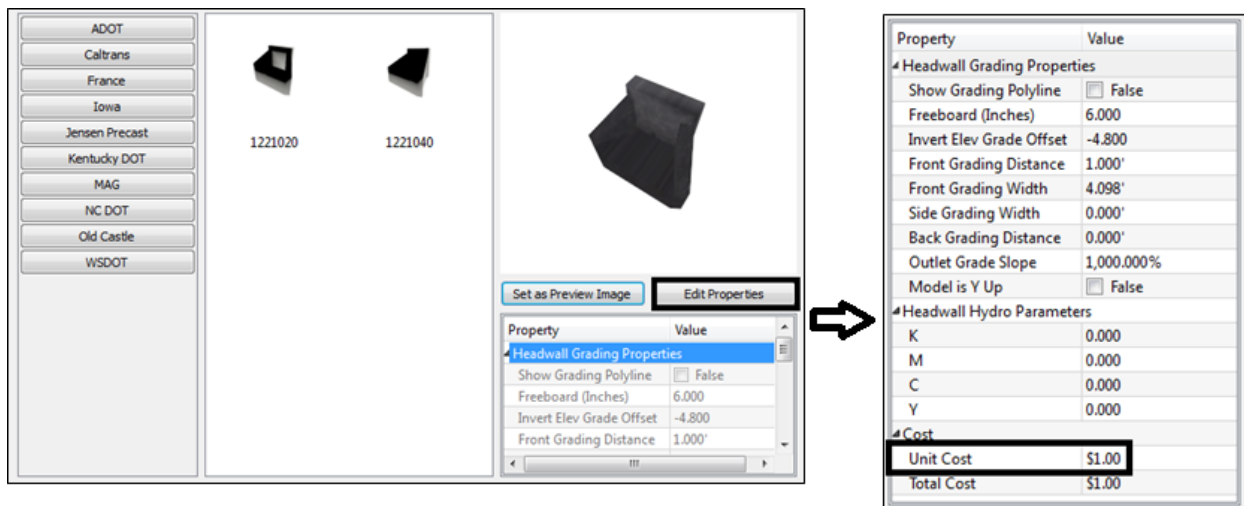 ADOT
Caltrans
France
Iowa
Jensen Precast
Kentucky DOT
MAG
NC DOT
Old Castle
WSDOT
1221020 1221040
Set as Preview Image Edit Properties
Property Value
Headwall Grading Properties
Show Grading Polyline False
Freeboard (Inches) 6.000
Invert Elev Grade Offset -4.800
Front Grading Distance 1.000'
Property Value
Headwall Grading Properties
Show Grading Polyline False
Freeboard (Inches) 6.000
Invert Elev Grade Offset -4.800
Front Grading Distance 1.000'
Front Grading Width 4.098'
Side Grading Width 0.000'
Back Grading Distance 0.000'
Outlet Grade Slope 1,000.000%
Model is Y Up False
Headwall Hydro Parameters
K 0.000
M 0.000
C 0.000
Y 0.000
Cost
Unit Cost $1.00
Total Cost $1.00